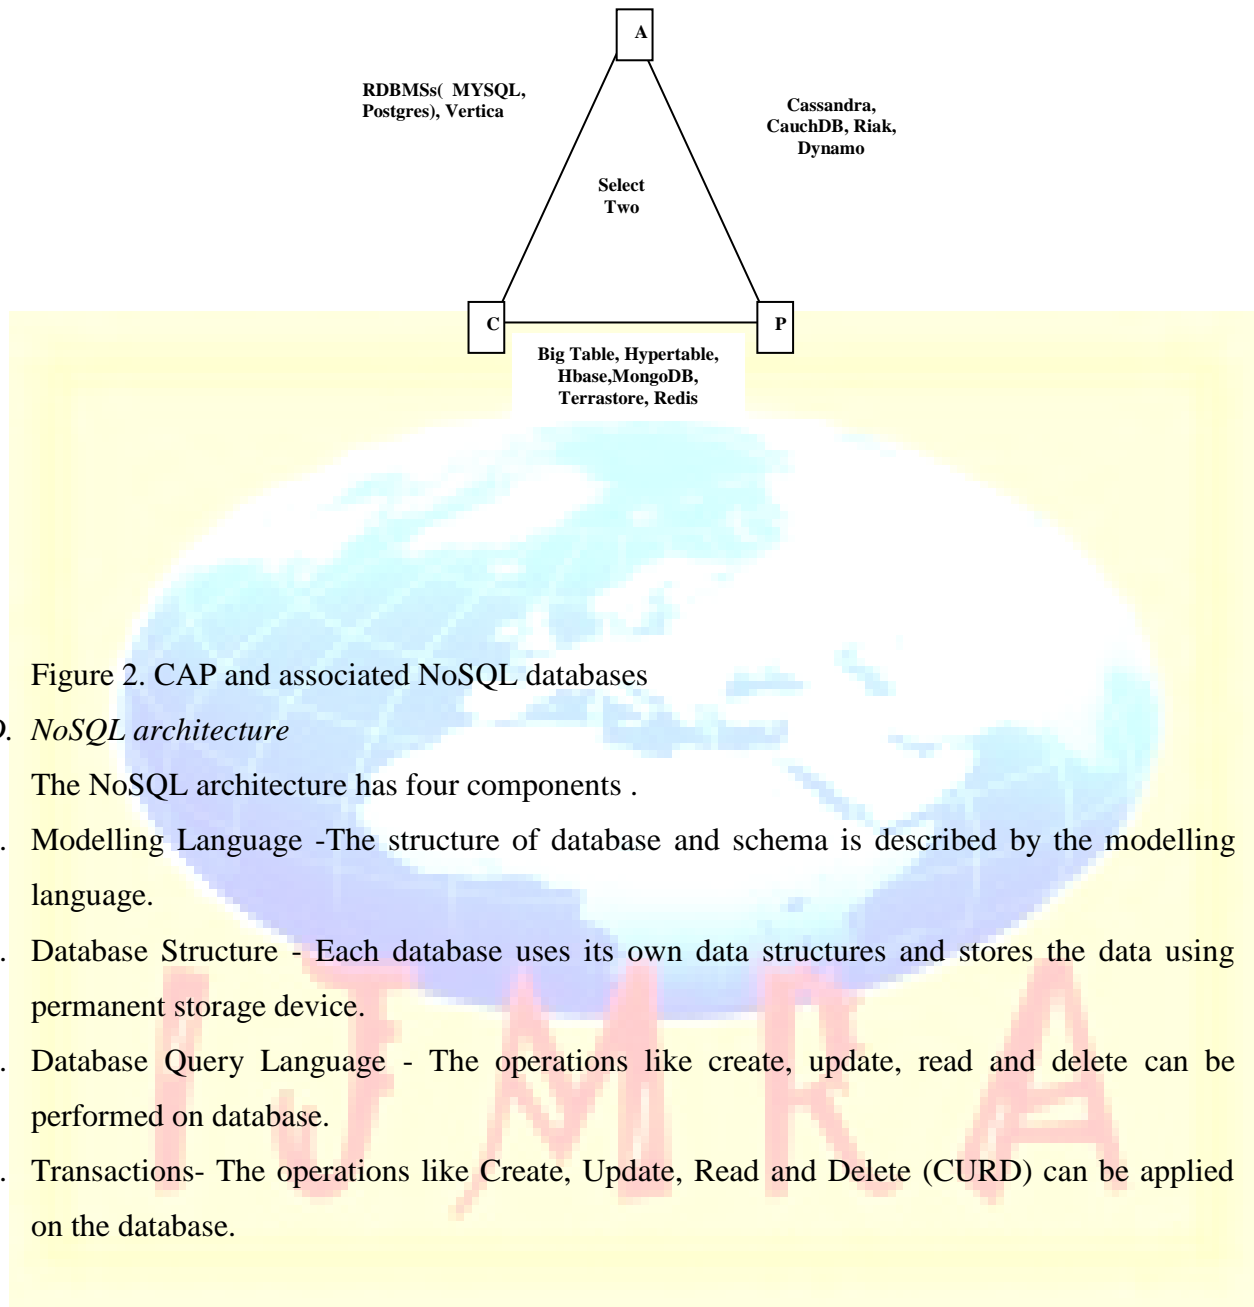 A
RDBMSs( MYSQL,
Postgres), Vertica
Cassandra,
CauchDB, Riak,
Dynamo
Select
Two
C
P
Big Table, Hypertable,
Hbase,MongoDB,
Terrastore, Redis
Figure 2. CAP and associated NoSQL databases
NoSQL architecture
The NoSQL architecture has four components .
. Modelling Language -The structure of database and schema is described by the modelling
language.
. Database Structure - Each database uses its own data structures and stores the data using
permanent storage device.
. Database Query Language - The operations like create, update, read and delete can be
performed on database.
. Transactions- The operations like Create, Update, Read and Delete (CURD) can be applied
on the database.
IJMRA